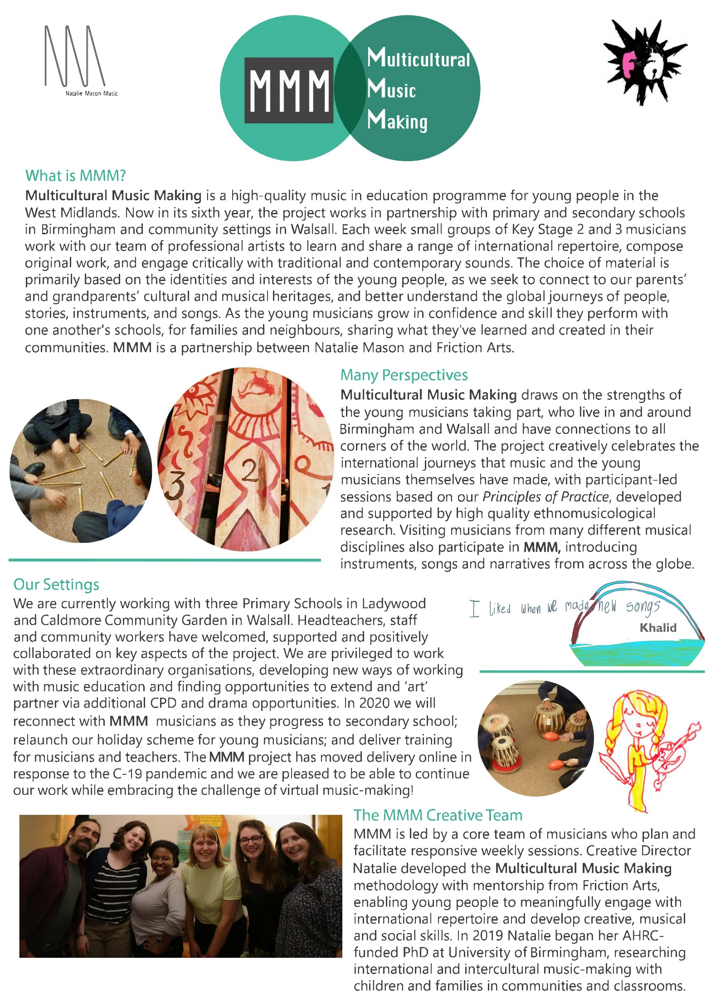 Natalie Mason Music
MMM
Multicultural
Music
Making
Fa
What is MMM?
Multicultural Music Making is a high-quality music in education programme for young people in the
West Midlands. Now in its sixth year, the project works in partnership with primary and secondary schools
in Birmingham and community settings in Walsall. Each week small groups of Key Stage 2 and 3 musicians
work with our team of professional artists to learn and share a range of international repertoire, compose
original work, and engage critically with traditional and contemporary sounds. The choice of material is
primarily based on the identities and interests of the young people, as we seek to connect to our parents’
and grandparents’ cultural and musical heritages, and better understand the global journeys of people,
stories, instruments, and songs. As the young musicians grow in confidence and skill they perform with
one another's schools, for families and neighbours, sharing what they've learned and created in their
communities. MMM is a partnership between Natalie Mason and Friction Arts.
3
2
1
Many Perspectives
Multicultural Music Making draws on the strengths of
the young musicians taking part, who live in and around
Birmingham and Walsall and have connections to all
corners of the world. The project creatively celebrates the
international journeys that music and the young
musicians themselves have made, with participant-led
sessions based on our Principles of Practice, developed
and supported by high quality ethnomusicological
research. Visiting musicians from many different musical
disciplines also participate in MMM, introducing
instruments, songs and narratives from across the globe.
Our Settings
We are currently working with three Primary Schools in Ladywood
and Caldmore Community Garden in Walsall. Headteachers, staff
and community workers have welcomed, supported and positively
collaborated on key aspects of the project. We are privileged to work
with these extraordinary organisations, developing new ways of working
with music education and finding opportunities to extend and ‘art’
partner via additional CPD and drama opportunities. In 2020 we will
reconnect with MMM musicians as they progress to secondary school;
relaunch our holiday scheme for young musicians; and deliver training
for musicians and teachers. The MMM project has moved delivery online in
response to the C-19 pandemic and we are pleased to be able to continue
our work while embracing the challenge of virtual music-making!
I liked when we made new songs
Khalid
The MMM Creative Team
MMM is led by a core team of musicians who plan and
facilitate responsive weekly sessions. Creative Director
Natalie developed the Multicultural Music Making
methodology with mentorship from Friction Arts,
enabling young people to meaningfully engage with
international repertoire and develop creative, musical
and social skills. In 2019 Natalie began her AHRC-
funded PhD at University of Birmingham, researching
international and intercultural music-making with
children and families in communities and classrooms.